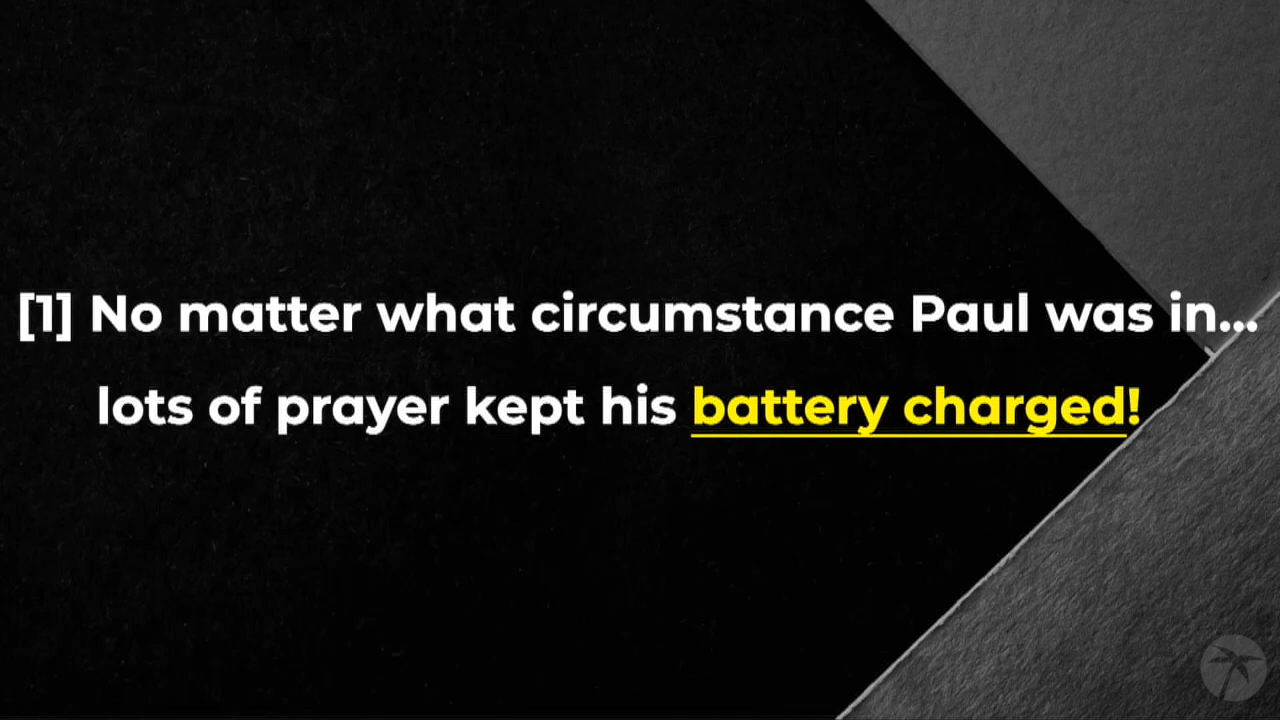 [1] No matter what circumstance Paul was in...
lots of prayer kept his battery charged!